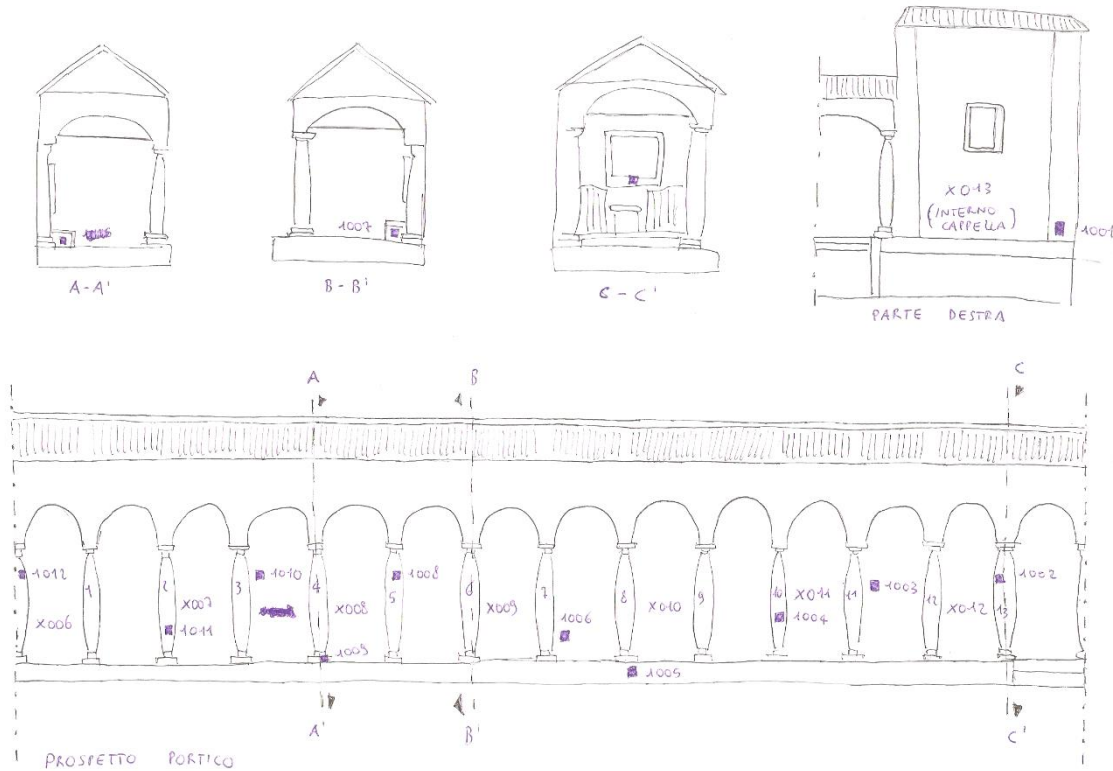 1007
A-A'
B-B'
C-C'
X013
(INTERNO
CAPPELLA)
1001
PARTE DESTRA
A
B
C
1012
1
2
3
1010
4
5
1008
6
7
8
9
10
11
1003
12
13
1002
X006
X007
1011
X008
X009
1006
X010
X011
1004
X012
1009
1005
A'
B'
C'
PROSPETTO PORTICO